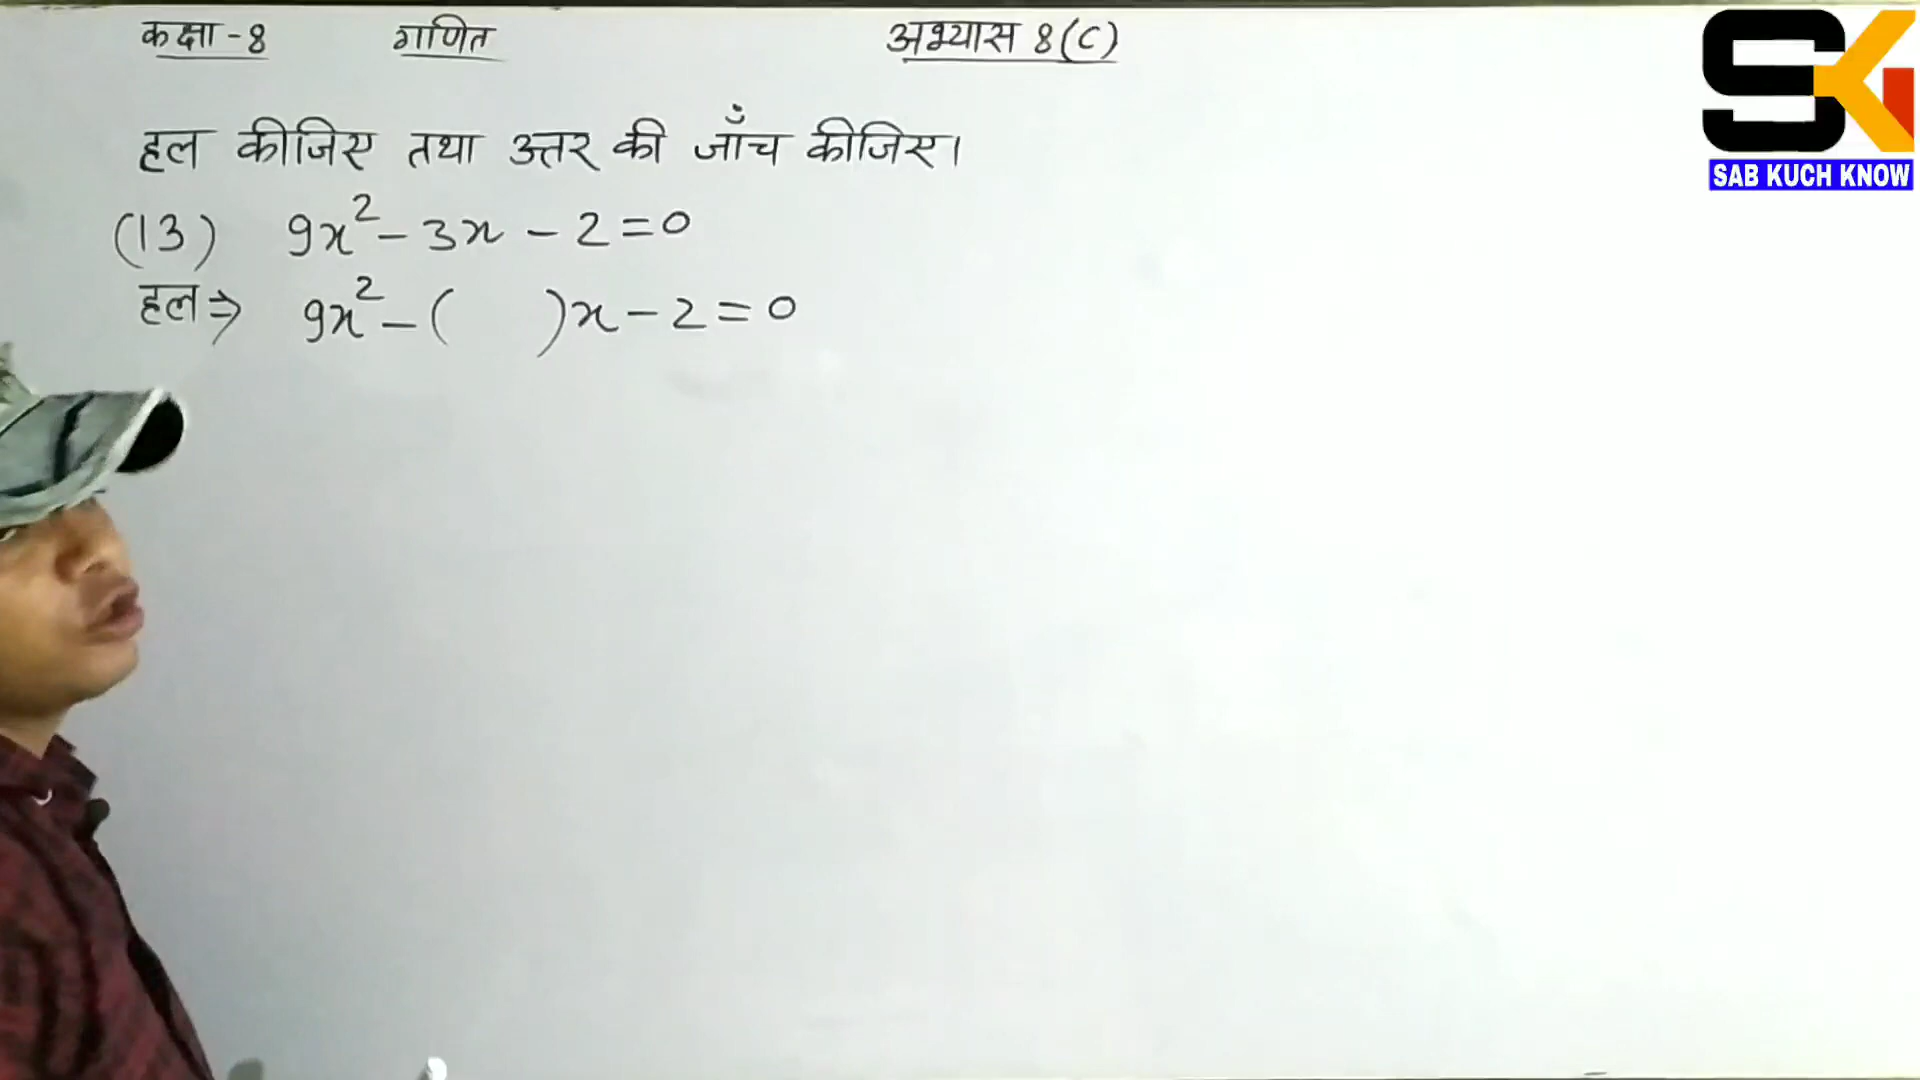 कक्षा - 8 गणित अभ्यास 8(C)
हल कीजिए तथा उत्तर की जाँच कीजिए।
(13) 9x² - 3x - 2 = 0
हल ⇒ 9x² - ( )x - 2 = 0
SK
SAB KUCH KNOW